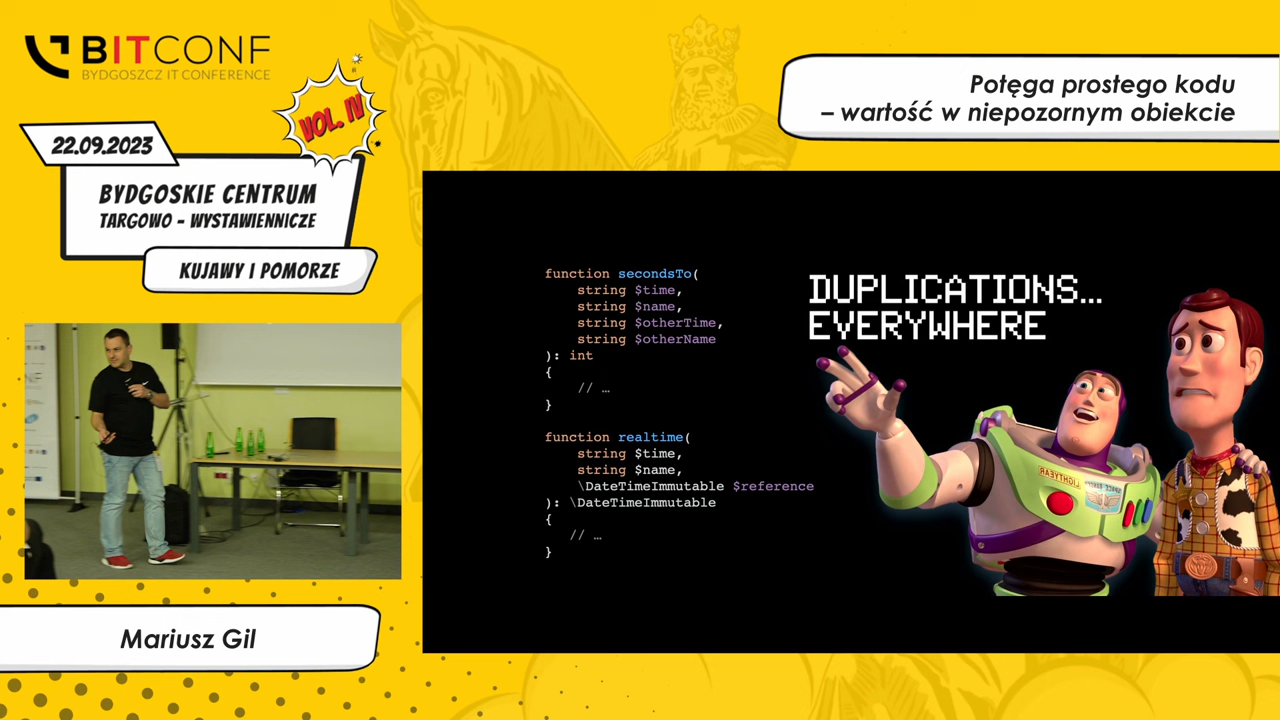 BITCONF
BYDGOSZCZ IT CONFERENCE
VOL. IV
22.09.2023
BYDGOSKIE CENTRUM
TARGOWO - WYSTAWIENNICZE
KUJAWY I POMORZE
Potęga prostego kodu
– wartość w niepozornym obiekcie
function secondsTo(
string $time,
string $name,
string $otherTime,
string $otherName
): int
{
// …
}
function realtime(
string $time,
string $name,
\DateTimeImmutable $reference
): \DateTimeImmutable
{
// …
}
DUPLICATIONS...
EVERYWHERE
LIGHTYEAR
Mariusz Gil